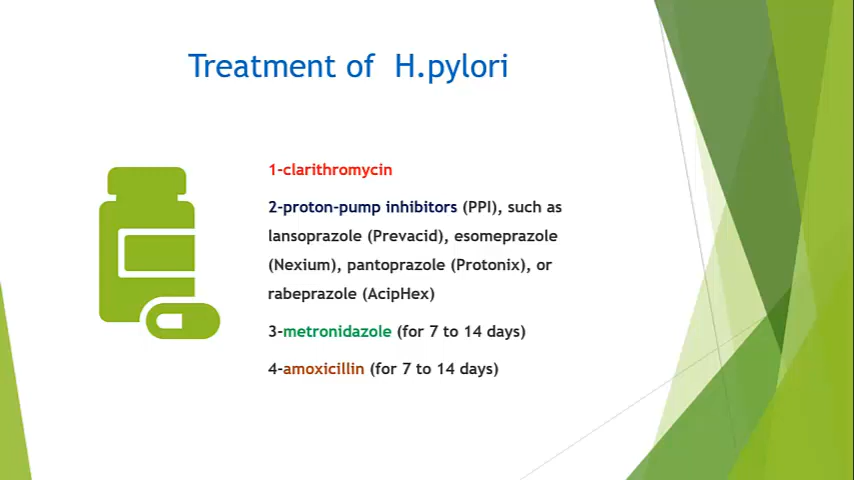 Treatment of H.pylori
1-clarithromycin
2-proton-pump inhibitors (PPI), such as
lansoprazole (Prevacid), esomeprazole
(Nexium), pantoprazole (Protonix), or
rabeprazole (AcipHex)
3-metronidazole (for 7 to 14 days)
4-amoxicillin (for 7 to 14 days)